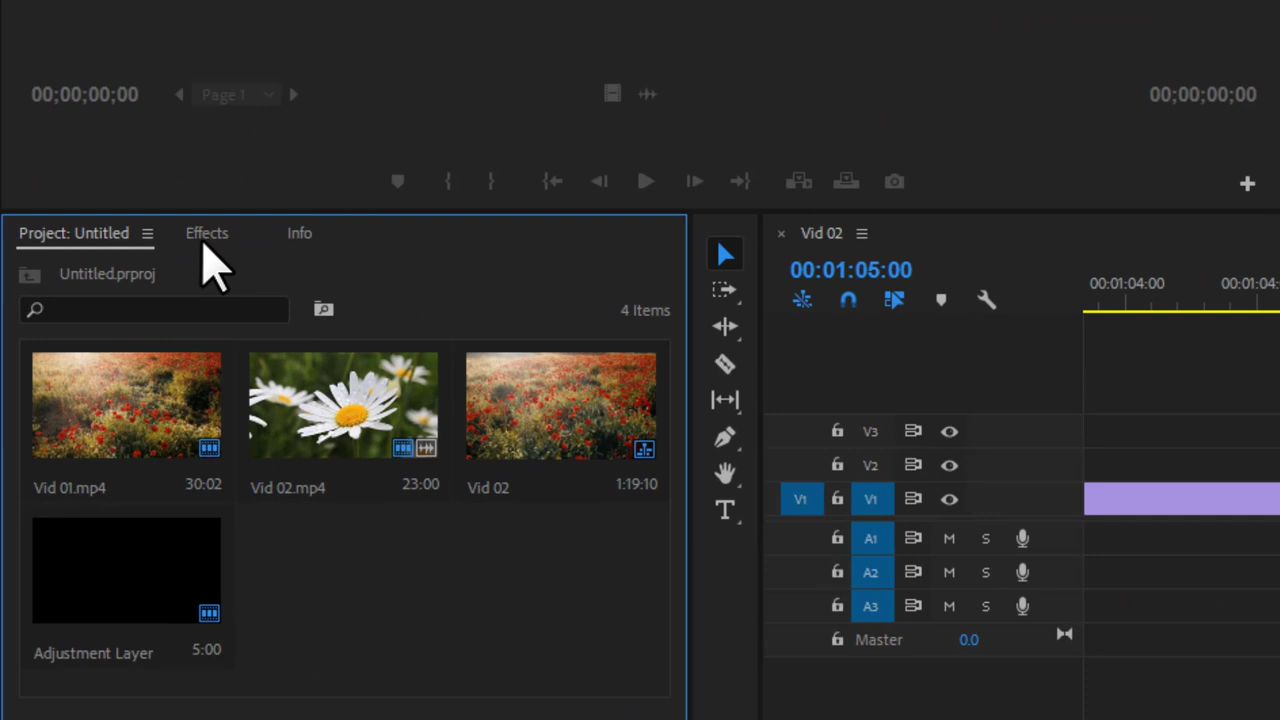 00;00;00;00 Page 1 00;00;00;00
Project: Untitled Effects Info
Untitled.prproj
4 Items
Vid 01.mp4 30:02
Vid 02.mp4 23:00
Vid 02 1:19:10
Adjustment Layer 5:00
Vid 02
00:01:05:00
00:01:04:00 00:01:04:
V3
V2
V1 V1
A1 M S
A2 M S
A3 M S
Master 0.0
T